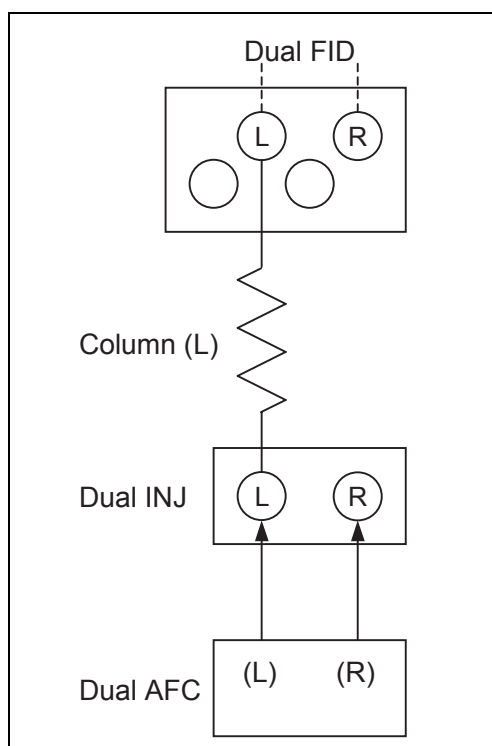 Dual FID
L R
Column (L)
Dual INJ L R
Dual AFC (L) (R)